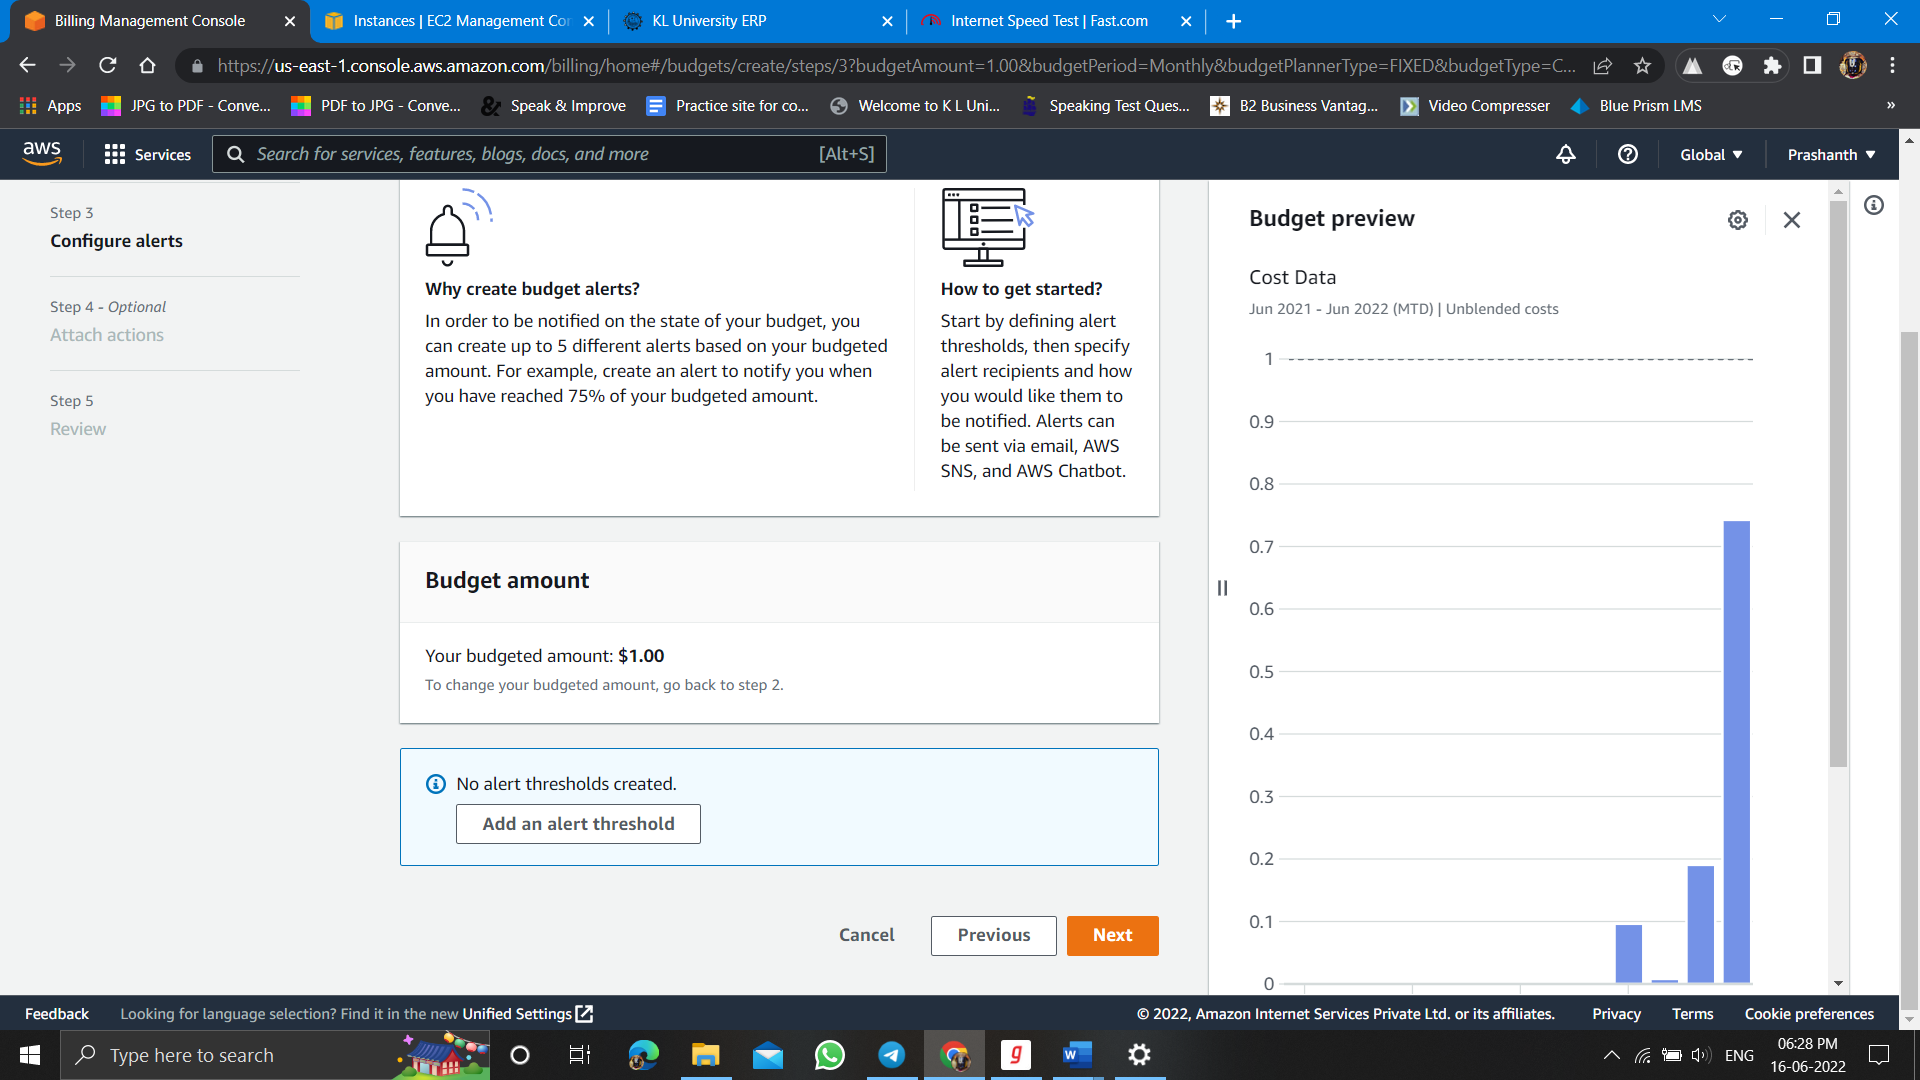 Billing Management Console
Instances | EC2 Management Con
KL University ERP
Internet Speed Test | Fast.com
https://us-east-1.console.aws.amazon.com/billing/home#/budgets/create/steps/3?budgetAmount=1.00&budgetPeriod=Monthly&budgetPlannerType=FIXED&budgetType=C...
Apps
JPG to PDF - Conve...
PDF to JPG - Conve...
Speak & Improve
Practice site for co...
Welcome to K L Uni...
Speaking Test Ques...
B2 Business Vantag...
Video Compresser
Blue Prism LMS
»
aws
Services
Search for services, features, blogs, docs, and more
[Alt+S]
Global
Prashanth
Step 3
Configure alerts
Step 4 - Optional
Attach actions
Step 5
Review
Why create budget alerts?
In order to be notified on the state of your budget, you
can create up to 5 different alerts based on your budgeted
amount. For example, create an alert to notify you when
you have reached 75% of your budgeted amount.
How to get started?
Start by defining alert
thresholds, then specify
alert recipients and how
you would like them to
be notified. Alerts can
be sent via email, AWS
SNS, and AWS Chatbot.
Budget amount
Your budgeted amount: $1.00
To change your budgeted amount, go back to step 2.
No alert thresholds created.
Add an alert threshold
Cancel
Previous
Next
Budget preview
Cost Data
Jun 2021 - Jun 2022 (MTD) | Unblended costs
1
0.9
0.8
0.7
0.6
0.5
0.4
0.3
0.2
0.1
0
Feedback
Looking for language selection? Find it in the new Unified Settings
© 2022, Amazon Internet Services Private Ltd. or its affiliates.
Privacy
Terms
Cookie preferences
Type here to search
g
W
ENG
06:28 PM
16-06-2022